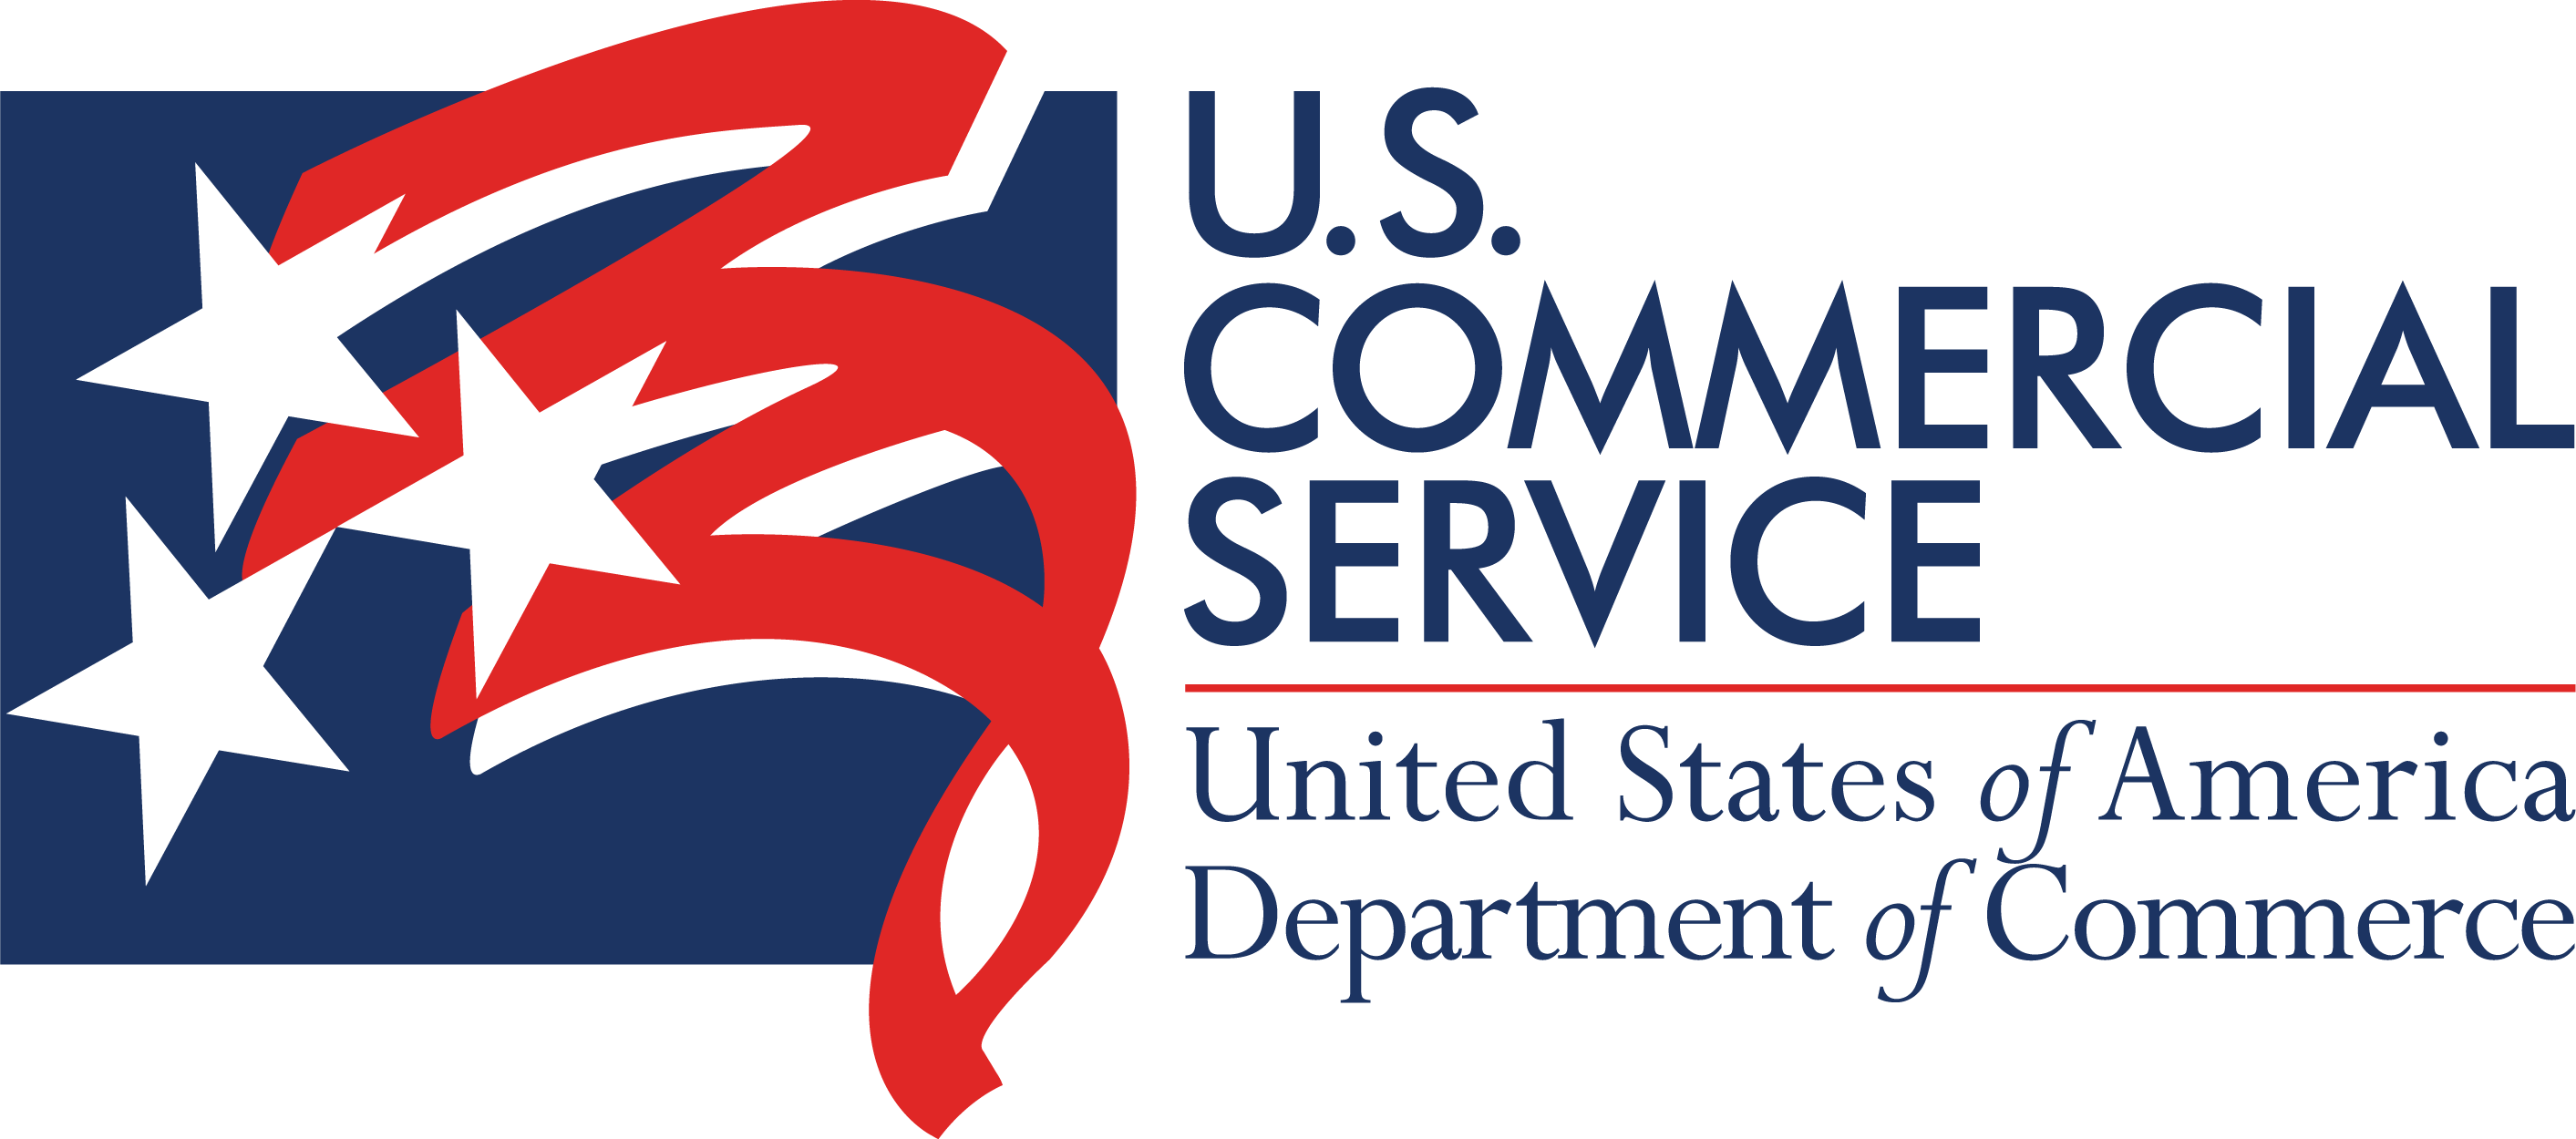 U.S.
COMMERCIAL
SERVICE
United States of America
Department of Commerce